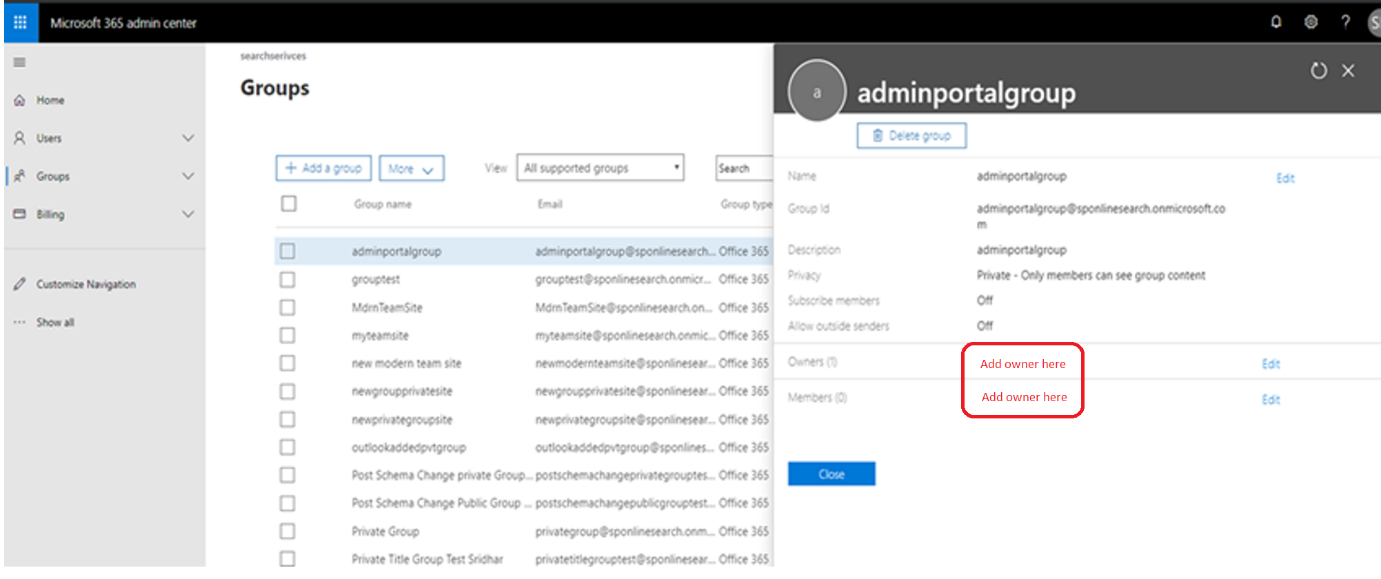 Microsoft 365 admin center
?
S
Home
Users
Groups
Billing
Customize Navigation
Show all
searchserivces
Groups
+ Add a group
More
View
All supported groups
Search
Group name Email Group type
adminportalgroup adminportalgroup@sponlinesearch... Office 365
grouptest grouptest@sponlinesearch.onmicr... Office 365
MdrnTeamSite MdrnTeamSite@sponlinesearch.on... Office 365
myteamsite myteamsite@sponlinesearch.onmic... Office 365
new modern team site newmodernteamsite@sponlinesear... Office 365
newgroupprivatesite newgroupprivatesite@sponlinesear... Office 365
newprivategroupsite newprivategroupsite@sponlinesear... Office 365
outlookaddedpvtgroup outlookaddedpvtgroup@sponlines... Office 365
Post Schema Change private Group... postschemachangeprivategrouptes... Office 365
Post Schema Change Public Group ... postschemachangepublicgrouptest... Office 365
Private Group privategroup@sponlinesearch.onm... Office 365
Private Title Group Test Sridhar privatetitlegrouptest@sponlinesear... Office 365
a
adminportalgroup
Delete group
Name adminportalgroup Edit
Group Id adminportalgroup@sponlinesearch.onmicrosoft.co
m
Description adminportalgroup
Privacy Private - Only members can see group content
Subscribe members Off
Allow outside senders Off
Owners (1) Add owner here Edit
Members (0) Add owner here Edit
Close